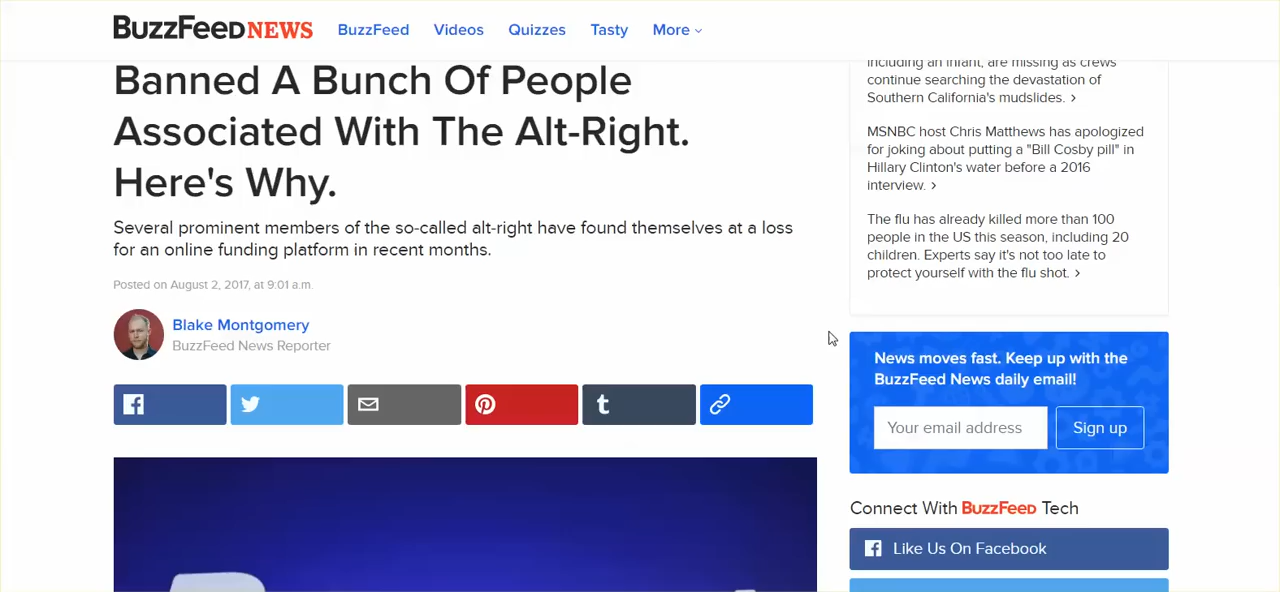 BuzzFeedNEWS
BuzzFeed
Videos
Quizzes
Tasty
More
Banned A Bunch Of People
Associated With The Alt-Right.
Here's Why.
Several prominent members of the so-called alt-right have found themselves at a loss
for an online funding platform in recent months.
Posted on August 2, 2017, at 9:01 a.m.
Blake Montgomery
BuzzFeed News Reporter
including an infant, are missing as crews
continue searching the devastation of
Southern California's mudslides. ›
MSNBC host Chris Matthews has apologized
for joking about putting a "Bill Cosby pill" in
Hillary Clinton's water before a 2016
interview. ›
The flu has already killed more than 100
people in the US this season, including 20
children. Experts say it's not too late to
protect yourself with the flu shot. ›
News moves fast. Keep up with the
BuzzFeed News daily email!
Your email address
Sign up
Connect With BuzzFeed Tech
Like Us On Facebook